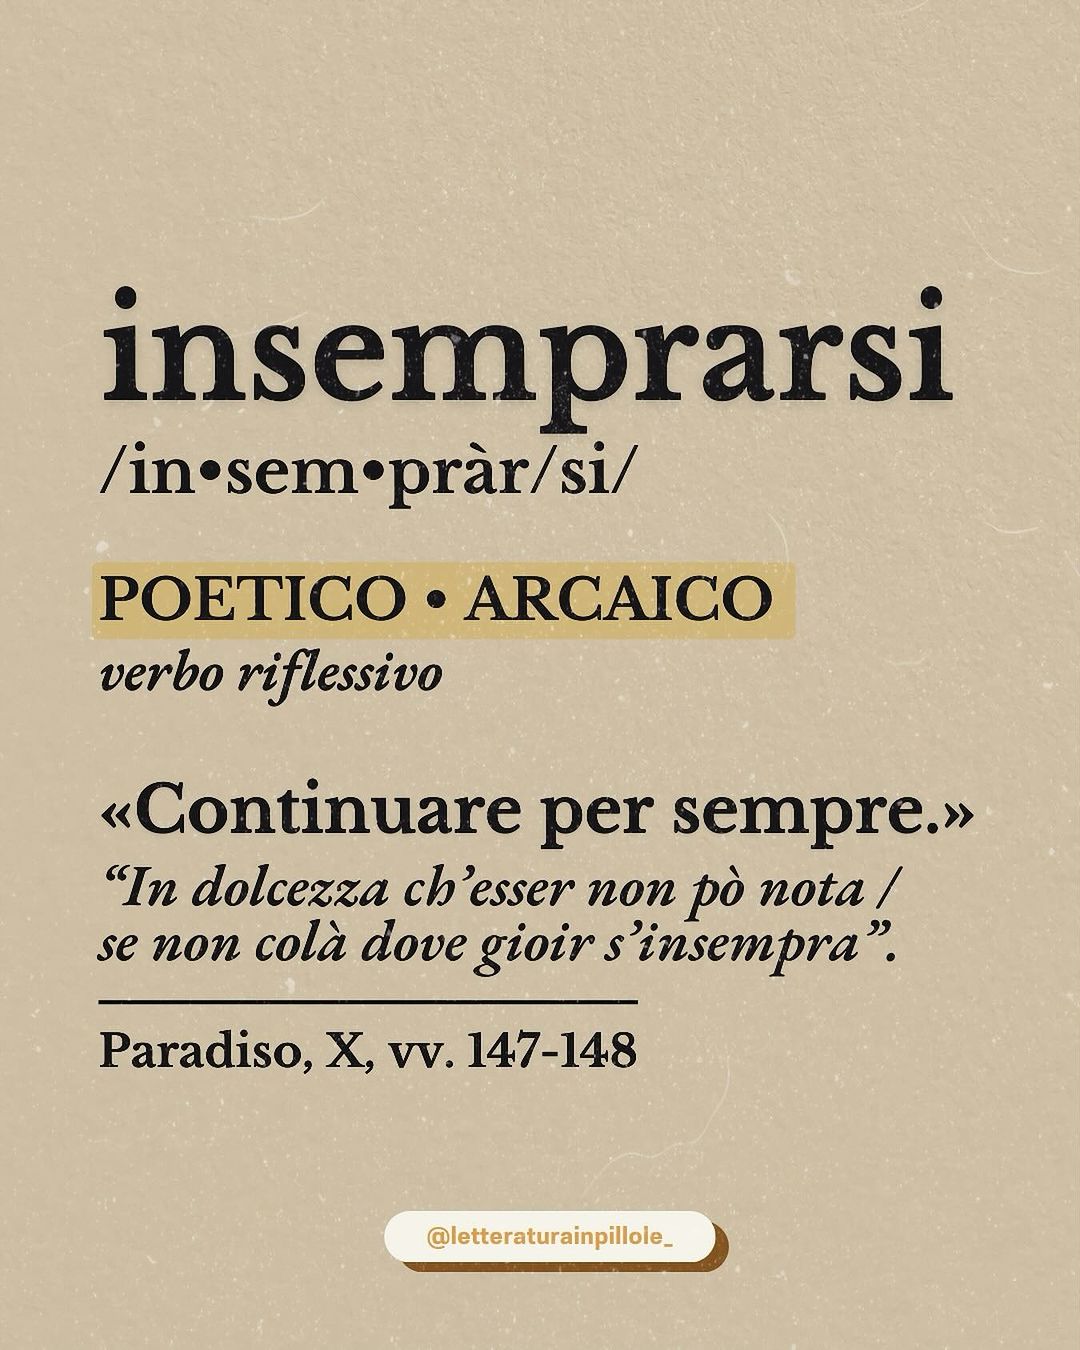 insemprarsi
/in•sem•pràr/si/
POETICO • ARCAICO
verbo riflessivo
«Continuare per sempre.»
“In dolcezza ch’esser non pò nota /
se non colà dove gioir s’insempra”.
Paradiso, X, vv. 147-148
@letteraturainpillole_